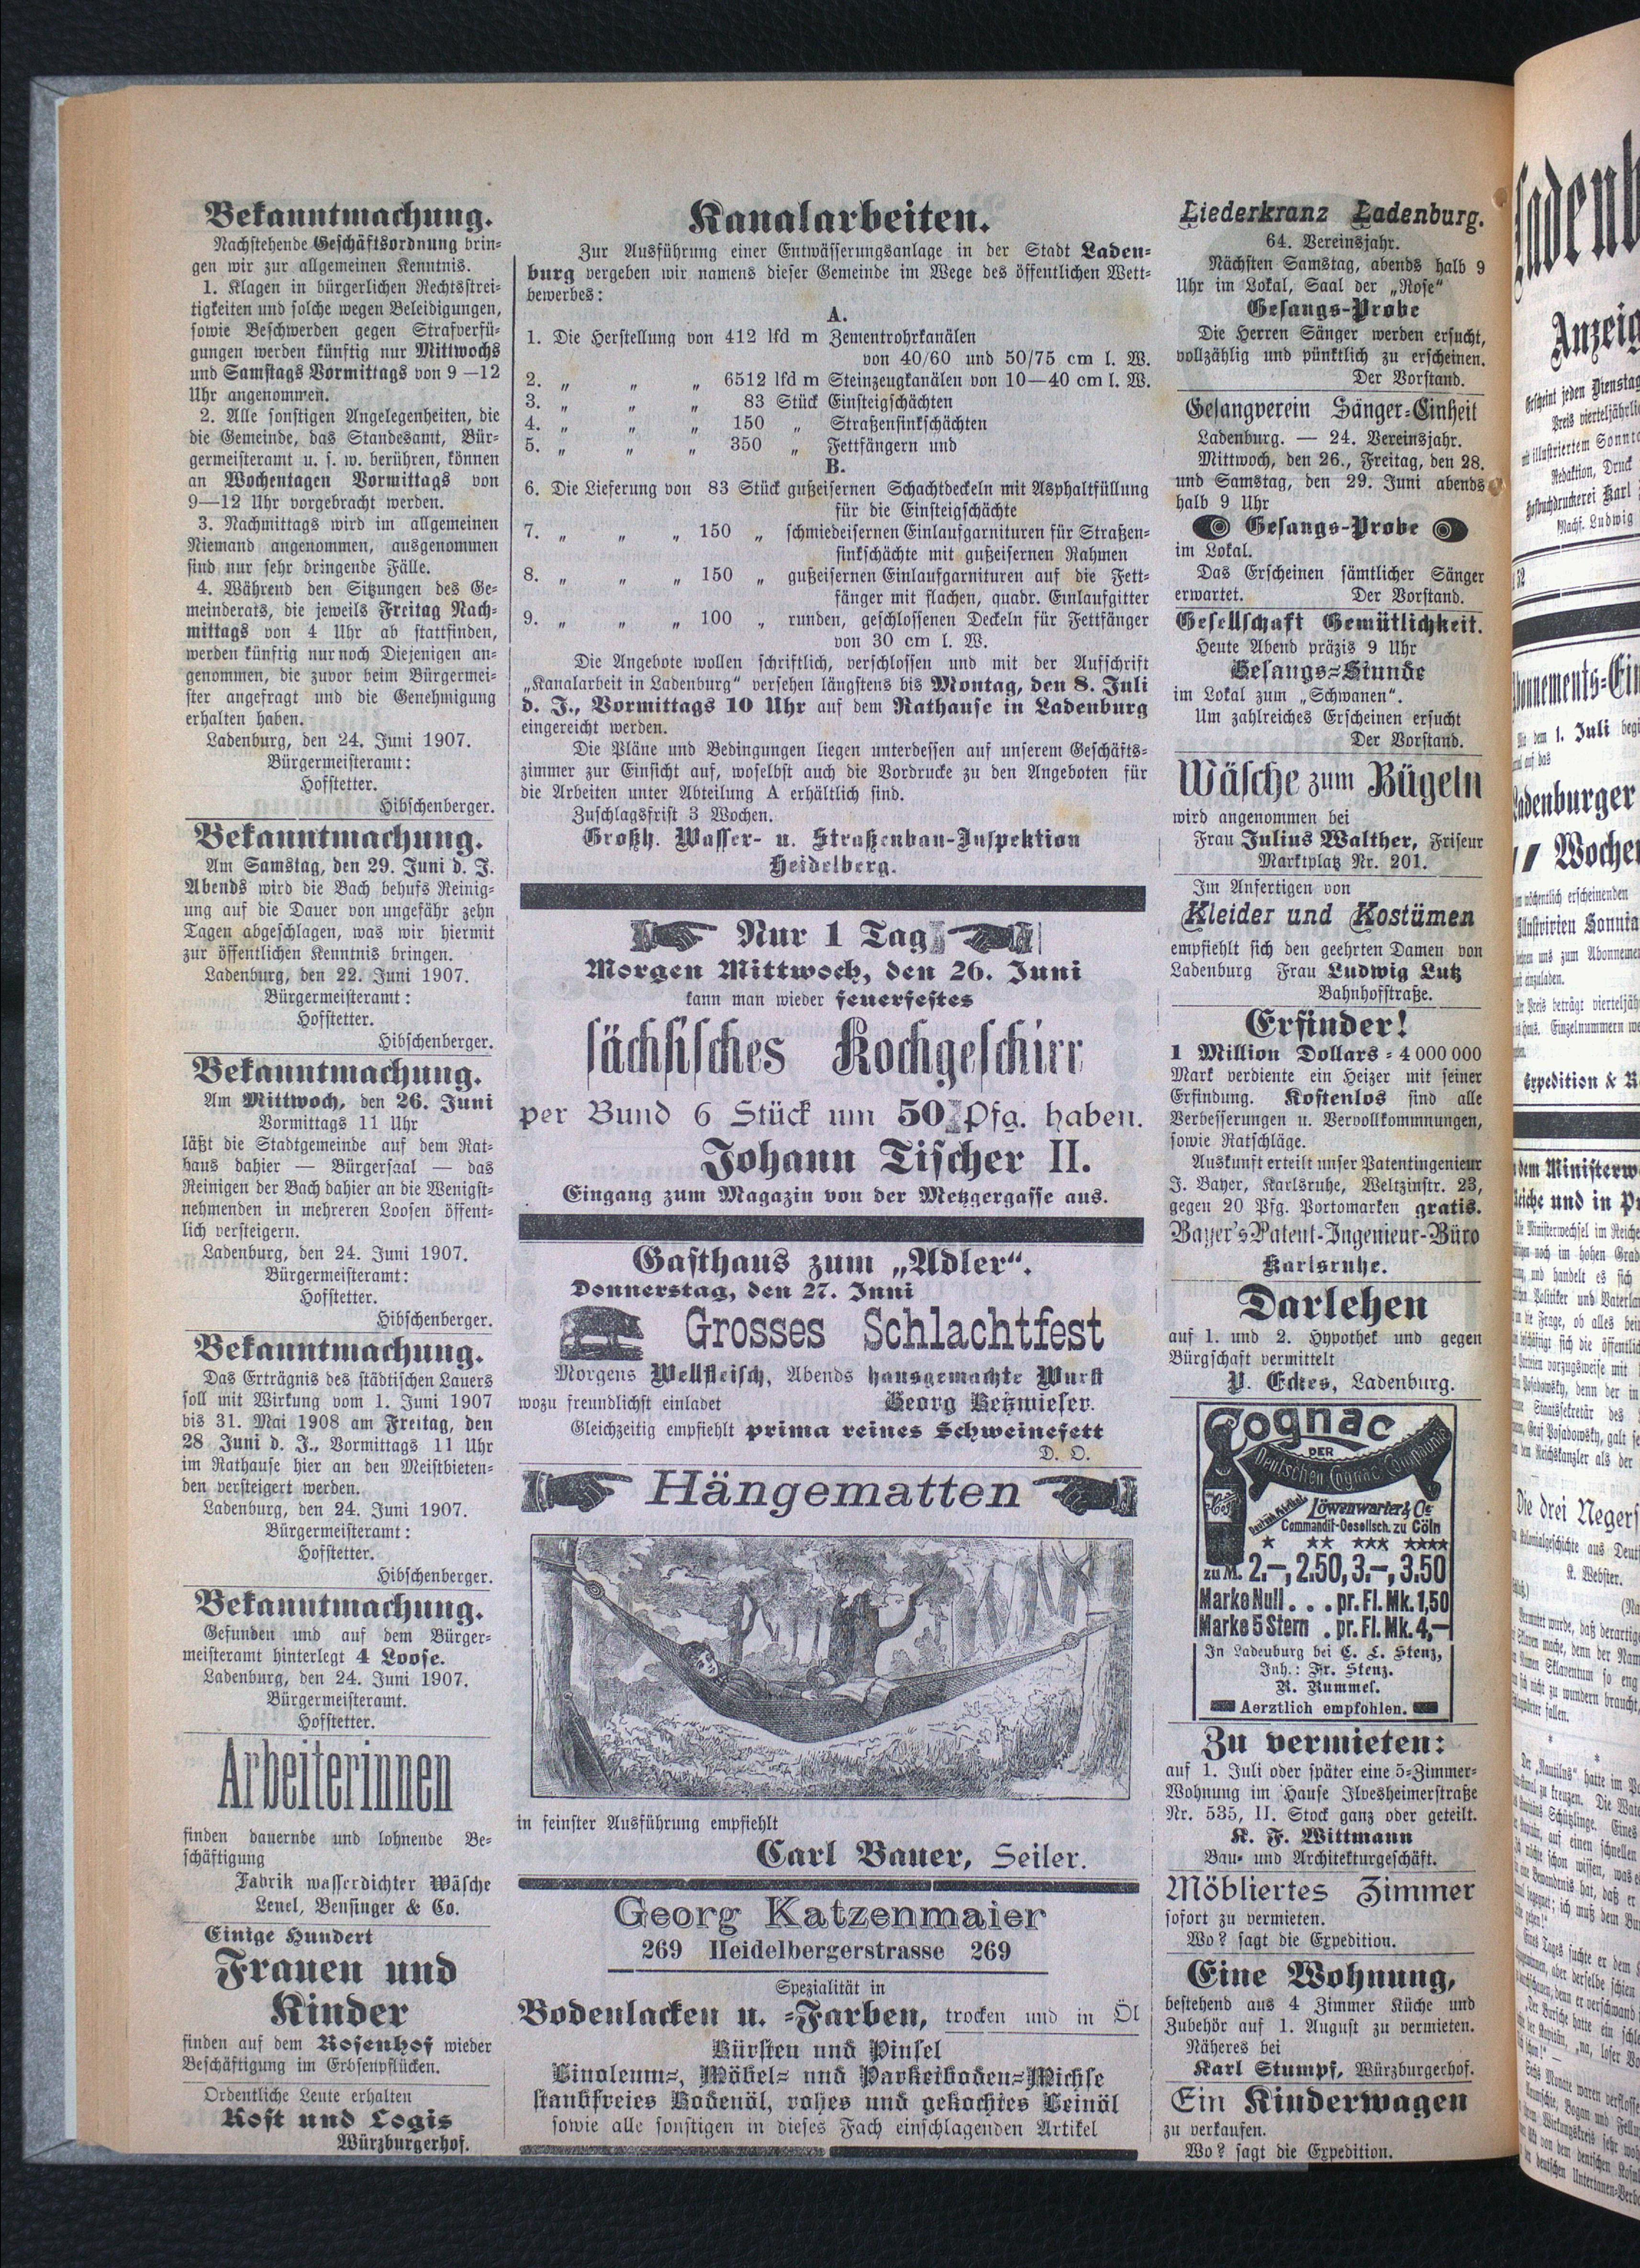 Bekanntmachung.
Nachstehende Geschäftsordnung brin-
gen wir zur allgemeinen Kenntnis.
1. Klagen in bürgerlichen Rechtsstrei-
tigkeiten und solche wegen Beleidigungen,
sowie Beschwerden gegen Strafverfü-
gungen werden künftig nur Mittwochs
und Samstags Vormittags von 9—12
Uhr angenommen.
2. Alle sonstigen Angelegenheiten, die
die Gemeinde, das Standesamt, Bür-
germeisteramt u. s. w. berühren, können
an Wochentagen Vormittags von
9—12 Uhr vorgebracht werden.
3. Nachmittags wird im allgemeinen
Niemand angenommen, ausgenommen
sind nur sehr dringende Fälle.
4. Während den Sitzungen des Ge-
meinderats, die jeweils Freitag Nach-
mittags von 4 Uhr ab stattfinden,
werden künftig nur noch Diejenigen an-
genommen, die zuvor beim Bürgermei-
ster angefragt und die Genehmigung
erhalten haben.
Ladenburg, den 24. Juni 1907.
Bürgermeisteramt:
Hofstetter.
Hibschenberger.
Bekanntmachung.
Am Samstag, den 29. Juni d. J.
Abends wird die Bach behufs Reinig-
ung auf die Dauer von ungefähr zehn
Tagen abgeschlagen, was wir hiermit
zur öffentlichen Kenntnis bringen.
Ladenburg, den 22. Juni 1907.
Bürgermeisteramt:
Hofstetter.
Hibschenberger.
Bekanntmachung.
Am Mittwoch, den 26. Juni
Vormittags 11 Uhr
läßt die Stadtgemeinde auf dem Rat-
haus dahier — Bürgersaal — das
Reinigen der Bach dahier an die Wenigst-
nehmenden in mehreren Loosen öffent-
lich versteigern.
Ladenburg, den 24. Juni 1907.
Bürgermeisteramt:
Hofstetter.
Hibschenberger.
Bekanntmachung.
Das Erträgnis des städtischen Lauers
soll mit Wirkung vom 1. Juni 1907
bis 31. Mai 1908 am Freitag, den
28 Juni d. J., Vormittags 11 Uhr
im Rathause hier an den Meistbieten-
den versteigert werden.
Ladenburg, den 24. Juni 1907.
Bürgermeisteramt:
Hofstetter.
Hibschenberger.
Bekanntmachung.
Gefunden und auf dem Bürger-
meisteramt hinterlegt 4 Loose.
Ladenburg, den 24. Juni 1907.
Bürgermeisteramt.
Hofstetter.
Arbeiterinnen
finden dauernde und lohnende Be-
schäftigung
Fabrik wasserdichter Wäsche
Lenel, Bensinger & Co.
Einige Hundert
Frauen und
Kinder
finden auf dem Rosenhof wieder
Beschäftigung im Erbsenpflücken.
Ordentliche Leute erhalten
Kost und Logis
Würzburgerhof.
Kanalarbeiten.
Zur Ausführung einer Entwässerungsanlage in der Stadt Laden-
burg vergeben wir namens dieser Gemeinde im Wege des öffentlichen Wett-
bewerbes:
A.
1. Die Herstellung von 412 lfd m Zementrohrkanälen
von 40/60 und 50/75 cm l. W.
2. „ „ „ 6512 lfd m Steinzeugkanälen von 10—40 cm l. W.
3. „ „ „ 83 Stück Einsteigschächten
4. „ „ „ 150 „ Straßensinkschächten
5. „ „ „ 350 „ Fettfängern und
B.
6. Die Lieferung von 83 Stück gußeisernen Schachtdeckeln mit Asphaltfüllung
für die Einsteigschächte
7. „ „ „ 150 „ schmiedeisernen Einlaufgarnituren für Straßen-
sinkschächte mit gußeisernen Rahmen
8. „ „ „ 150 „ gußeisernen Einlaufgarnituren auf die Fett-
fänger mit flachen, quadr. Einlaufgitter
9. „ „ „ 100 „ runden, geschlossenen Deckeln für Fettfänger
von 30 cm l. W.
Die Angebote wollen schriftlich, verschlossen und mit der Aufschrift
„Kanalarbeit in Ladenburg“ versehen längstens bis Montag, den 8. Juli
d. J., Vormittags 10 Uhr auf dem Rathause in Ladenburg
eingereicht werden.
Die Pläne und Bedingungen liegen unterdessen auf unserem Geschäfts-
zimmer zur Einsicht auf, woselbst auch die Vordrucke zu den Angeboten für
die Arbeiten unter Abteilung A erhältlich sind.
Zuschlagsfrist 3 Wochen.
Großh. Wasser- u. Straßenbau-Inspektion
Heidelberg.
Nur 1 Tag
Morgen Mittwoch, den 26. Juni
kann man wieder feuerfestes
sächsisches Kochgeschirr
per Bund 6 Stück um 50 Pfg. haben.
Johann Tischer II.
Eingang zum Magazin von der Metzgergasse aus.
Gasthaus zum „Adler“.
Donnerstag, den 27. Juni
Grosses Schlachtfest
Morgens Wellfleisch, Abends hausgemachte Wurst
wozu freundlichst einladet Georg Betzwieser.
Gleichzeitig empfiehlt prima reines Schweinefett
D. O.
Hängematten
in feinster Ausführung empfiehlt
Carl Bauer, Seiler.
Georg Katzenmaier
269 Heidelbergerstrasse 269
Spezialität in
Bodenlacken u. -Farben, trocken und in Öl
Bürsten und Pinsel
Linoleum-, Möbel- und Parketboden-Wichse
staubfreies Bodenöl, rohes und gekochtes Leinöl
sowie alle sonstigen in dieses Fach einschlagenden Artikel
Liederkranz Ladenburg.
64. Vereinsjahr.
Nächsten Samstag, abends halb 9
Uhr im Lokal, Saal der „Rose“
Gesangs-Probe
Die Herren Sänger werden ersucht,
vollzählig und pünktlich zu erscheinen.
Der Vorstand.
Gesangverein Sänger-Einheit
Ladenburg. — 24. Vereinsjahr.
Mittwoch, den 26., Freitag, den 28.
und Samstag, den 29. Juni abends
halb 9 Uhr
Gesangs-Probe
im Lokal.
Das Erscheinen sämtlicher Sänger
erwartet. Der Vorstand.
Gesellschaft Gemütlichkeit.
Heute Abend präzis 9 Uhr
Gesangs-Stunde
im Lokal zum „Schwanen“.
Um zahlreiches Erscheinen ersucht
Der Vorstand.
Wäsche zum Bügeln
wird angenommen bei
Frau Julius Walther, Friseur
Marktplatz Nr. 201.
Im Anfertigen von
Kleider und Kostümen
empfiehlt sich den geehrten Damen von
Ladenburg Frau Ludwig Lutz
Bahnhofstraße.
Erfinder!
1 Million Dollars = 4 000 000
Mark verdiente ein Heizer mit seiner
Erfindung. Kostenlos sind alle
Verbesserungen u. Vervollkommnungen,
sowie Ratschläge.
Auskunft erteilt unser Patentingenieur
J. Bayer, Karlsruhe, Weltzinstr. 23,
gegen 20 Pfg. Portomarken gratis.
Bayer's Patent-Ingenieur-Büro
Karlsruhe.
Darlehen
auf 1. und 2. Hypothek und gegen
Bürgschaft vermittelt
P. Eckes, Ladenburg.
Cognac
DER
Deutschen Cognac Compagnie
Löwenwarter & Cie
Commandit-Gesellsch. zu Cöln
★ ★★ ★★★ ★★★★
zu M. 2.—, 2.50, 3.—, 3.50
Marke Null . . . pr. Fl. Mk. 1,50
Marke 5 Stern . pr. Fl. Mk. 4,—
In Ladenburg bei C. L. Stenz,
Inh.: Fr. Stenz.
R. Rummel.
Aerztlich empfohlen.
Zu vermieten:
auf 1. Juli oder später eine 5-Zimmer-
Wohnung im Hause Ilvesheimerstraße
Nr. 535, II. Stock ganz oder geteilt.
K. F. Wittmann
Bau- und Architekturgeschäft.
Möbliertes Zimmer
sofort zu vermieten.
Wo? sagt die Expedition.
Eine Wohnung,
bestehend aus 4 Zimmer Küche und
Zubehör auf 1. August zu vermieten.
Näheres bei
Karl Stumpf, Würzburgerhof.
Ein Kinderwagen
zu verkaufen.
Wo? sagt die Expedition.